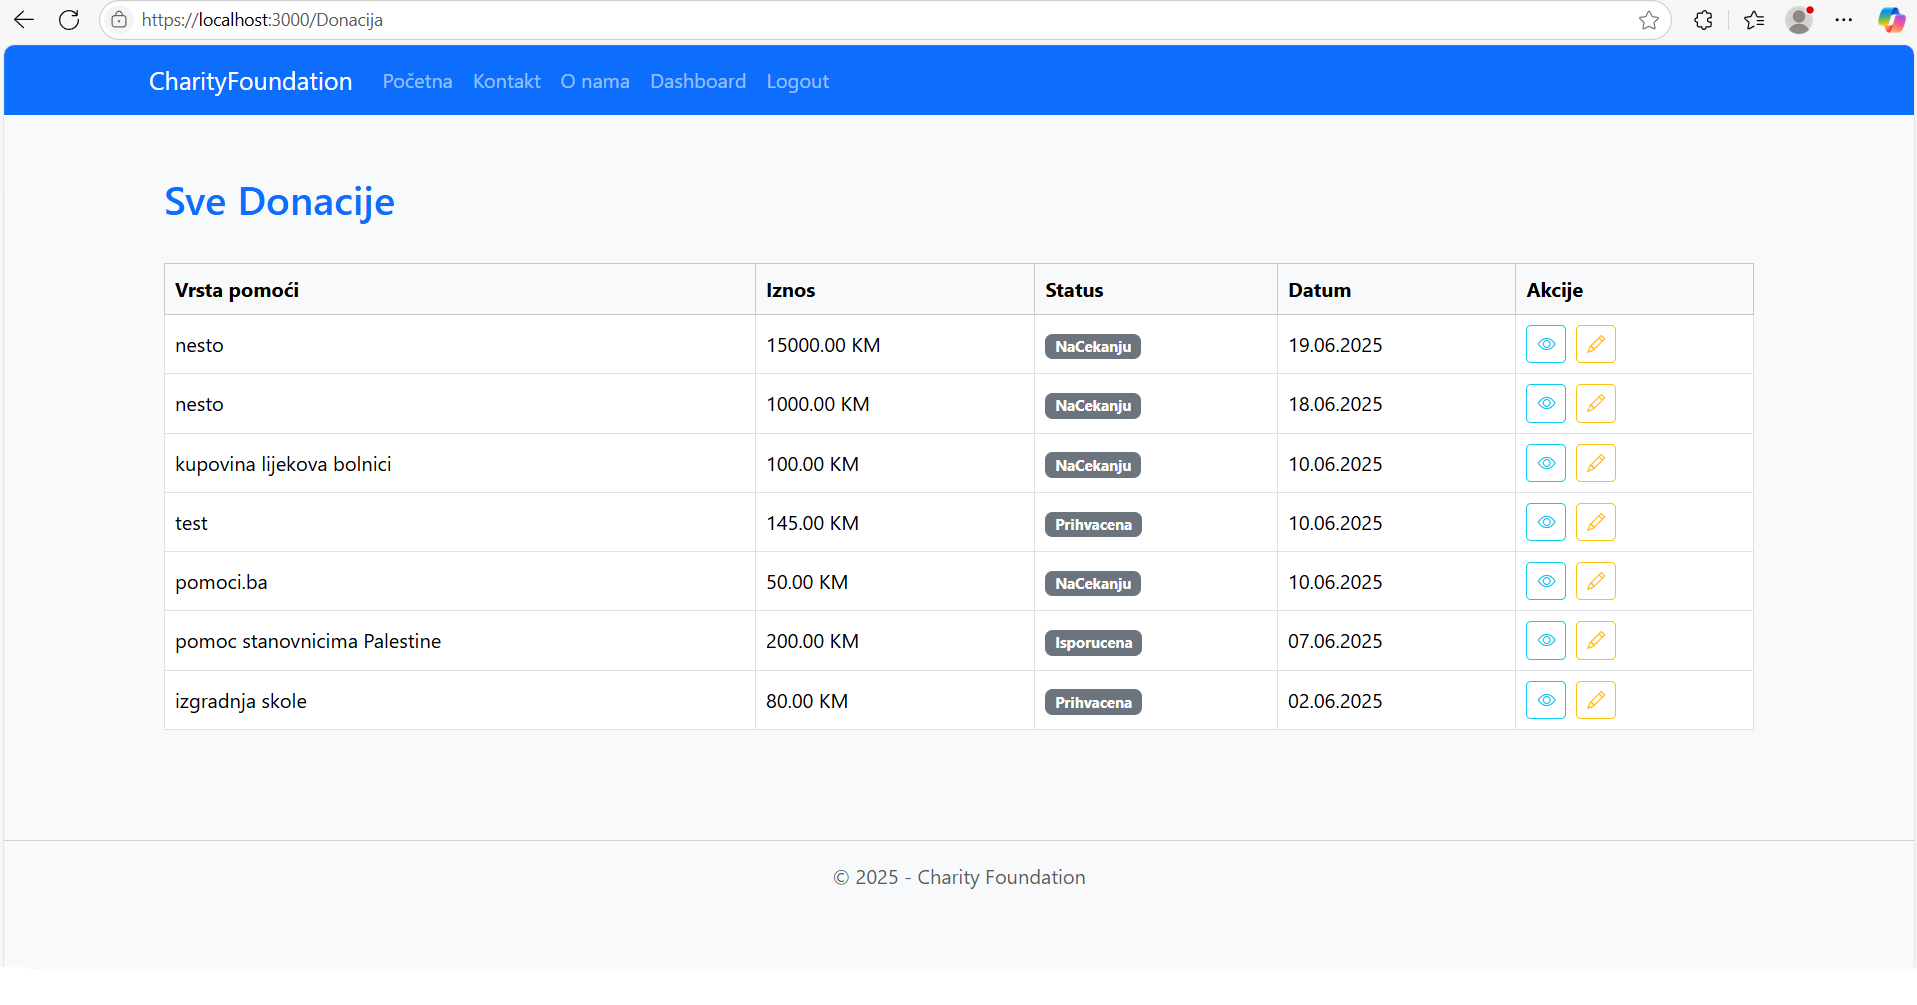 https://localhost:3000/Donacija
CharityFoundation Početna Kontakt O nama Dashboard Logout
Sve Donacije
Vrsta pomoći Iznos Status Datum Akcije
nesto 15000.00 KM NaCekanju 19.06.2025
nesto 1000.00 KM NaCekanju 18.06.2025
kupovina lijekova bolnici 100.00 KM NaCekanju 10.06.2025
test 145.00 KM Prihvacena 10.06.2025
pomoci.ba 50.00 KM NaCekanju 10.06.2025
pomoc stanovnicima Palestine 200.00 KM Isporucena 07.06.2025
izgradnja skole 80.00 KM Prihvacena 02.06.2025
© 2025 - Charity Foundation